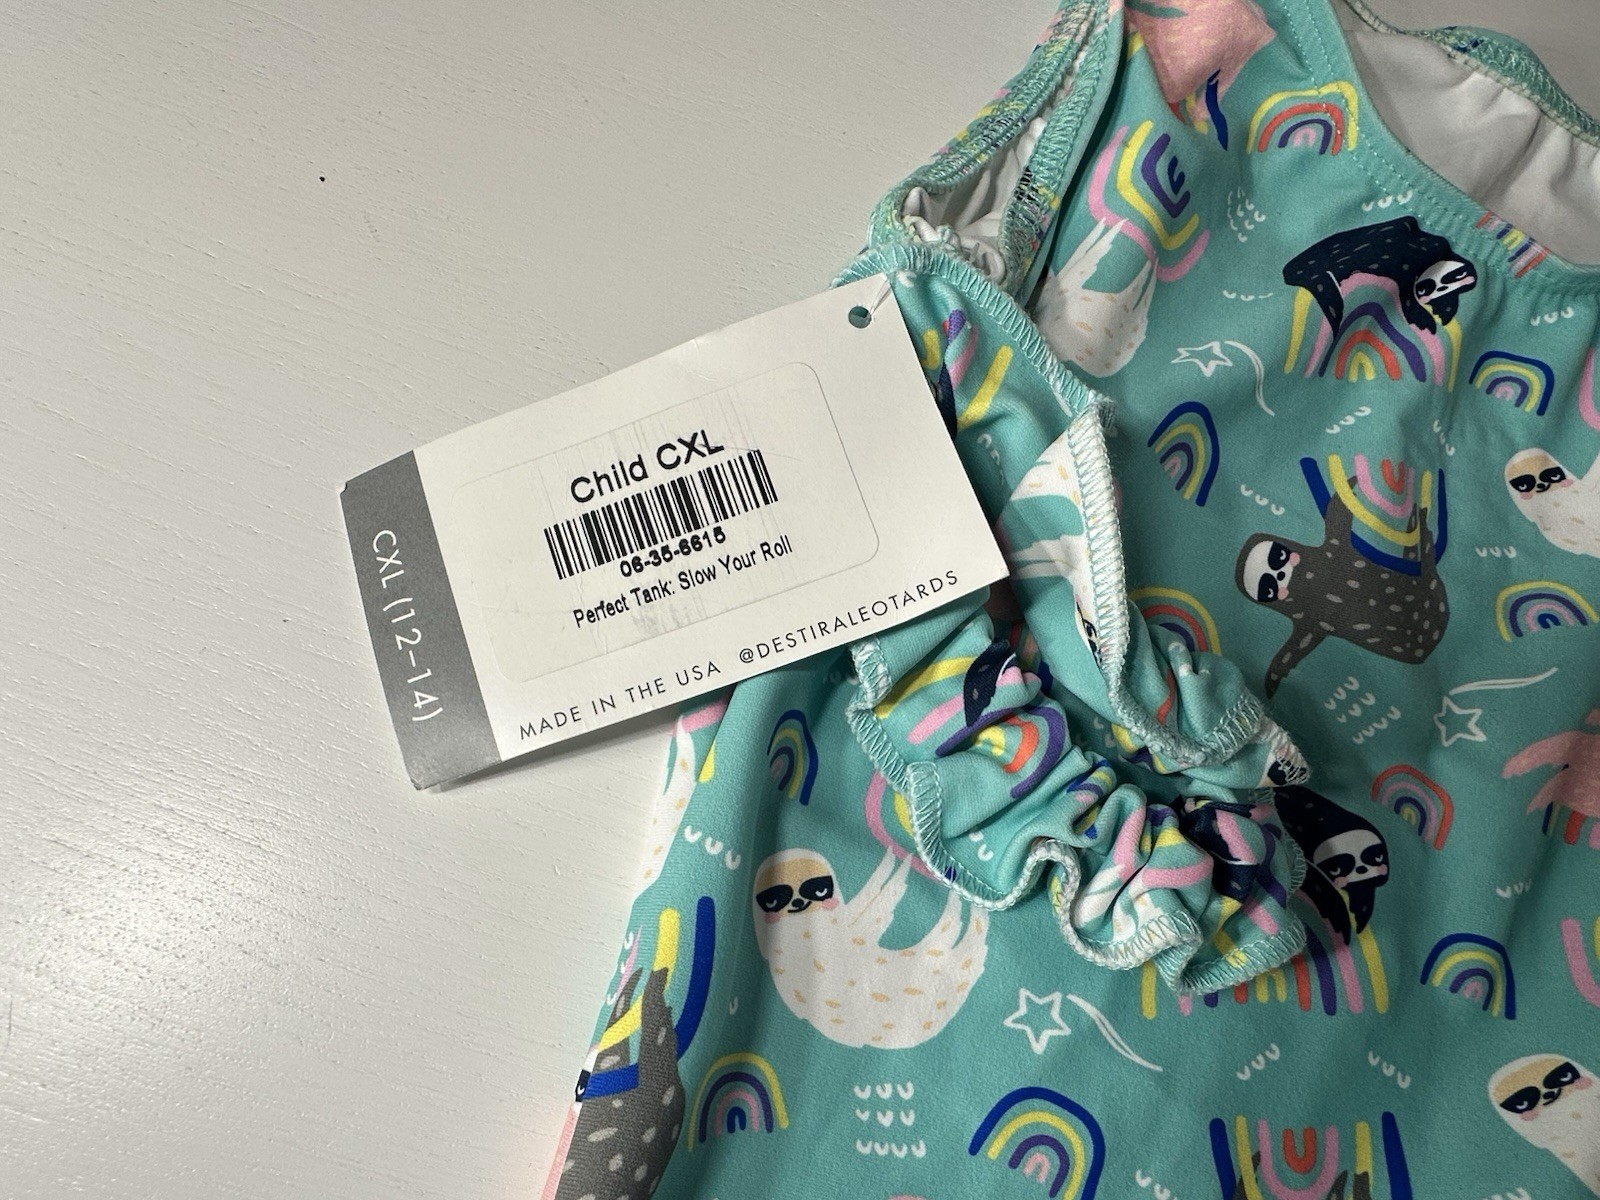 Child CXL
06-35-6615
Perfect Tank: Slow Your Roll
MADE IN THE USA @DESTIRALEOTARDS
CXL (12-14)